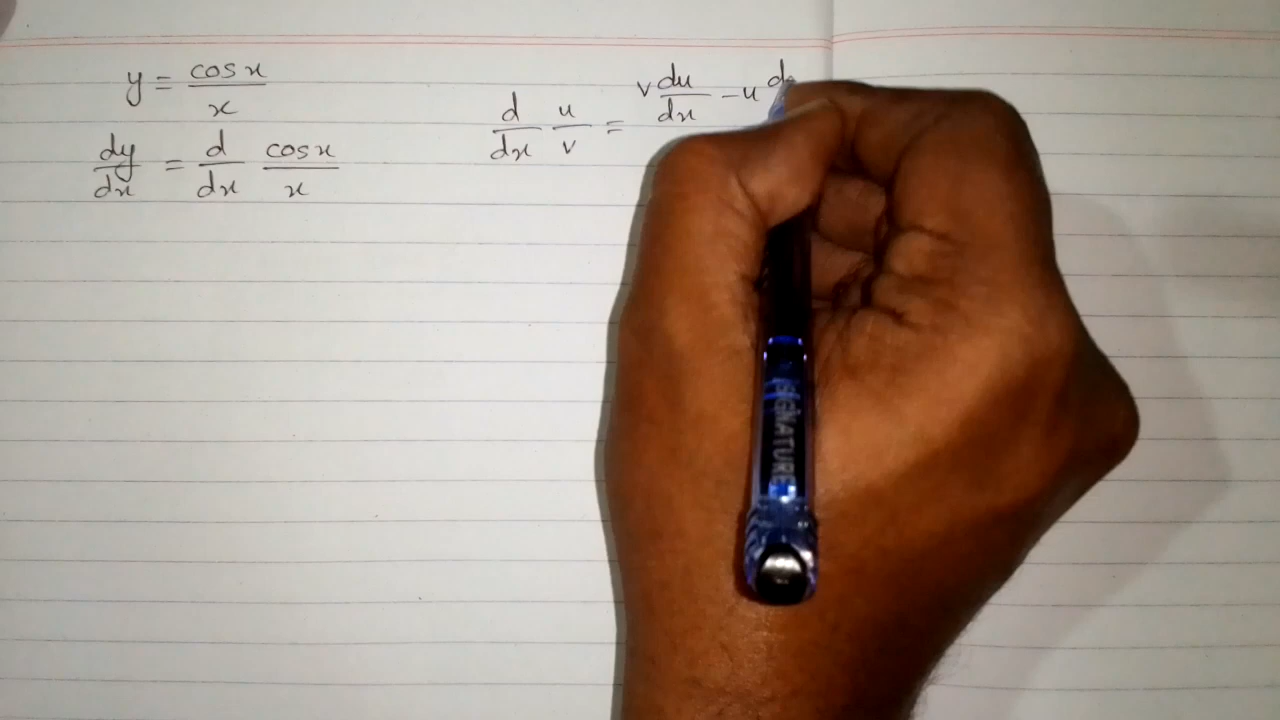 y = cos x / x
dy/dx = d/dx cos x / x
d/dx u/v = v du/dx - u d
SIGNATURE